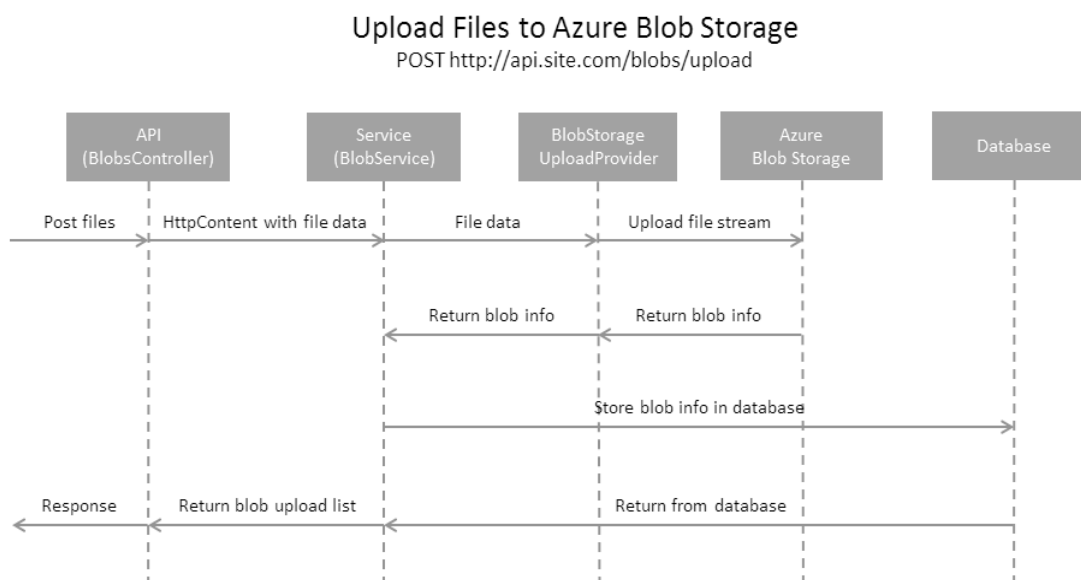 Upload Files to Azure Blob Storage
POST http://api.site.com/blobs/upload
API
(BlobsController)
Service
(BlobService)
BlobStorage
UploadProvider
Azure
Blob Storage
Database
Post files
HttpContent with file data
File data
Upload file stream
Return blob info
Return blob info
Store blob info in database
Response
Return blob upload list
Return from database